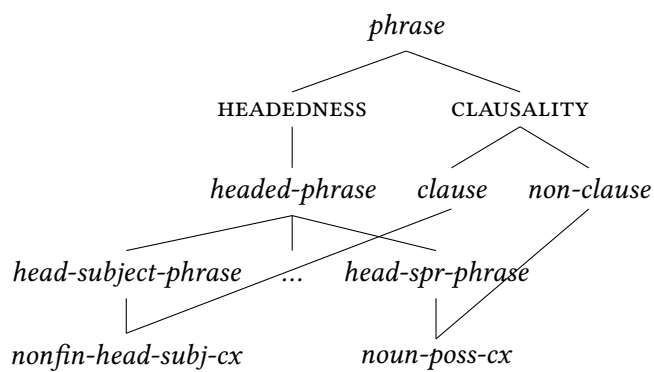 phrase
HEADEDNESS CLAUSALITY
headed-phrase clause non-clause
head-subject-phrase ... head-spr-phrase
nonfin-head-subj-cx noun-poss-cx